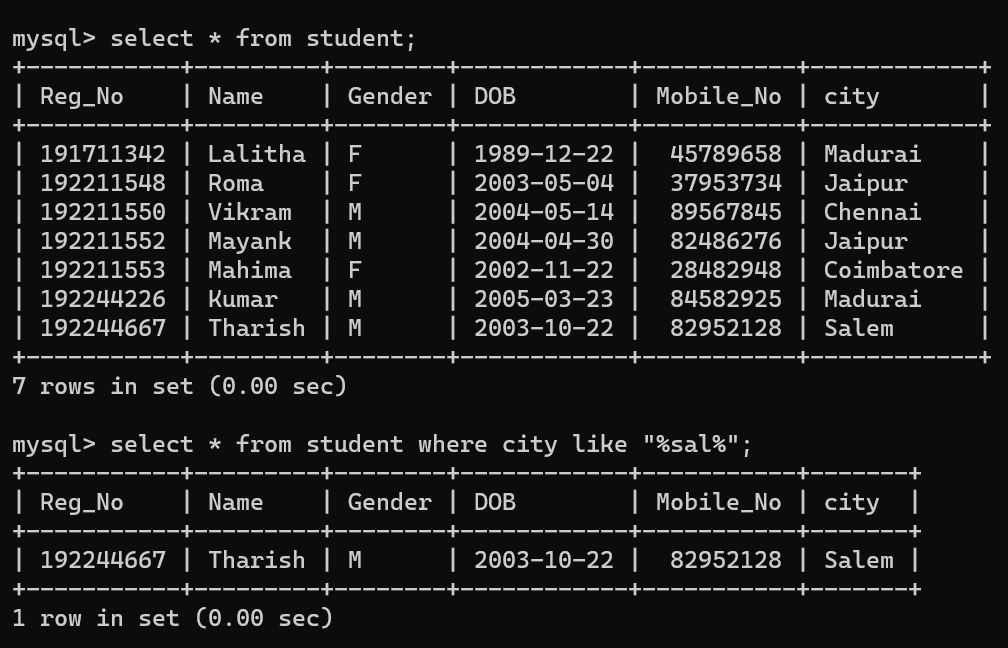 mysql> select * from student;
+-----------+---------+--------+------------+-----------+------------+
| Reg_No    | Name    | Gender | DOB        | Mobile_No | city       |
+-----------+---------+--------+------------+-----------+------------+
| 191711342 | Lalitha | F      | 1989-12-22 |  45789658 | Madurai    |
| 192211548 | Roma    | F      | 2003-05-04 |  37953734 | Jaipur     |
| 192211550 | Vikram  | M      | 2004-05-14 |  89567845 | Chennai    |
| 192211552 | Mayank  | M      | 2004-04-30 |  82486276 | Jaipur     |
| 192211553 | Mahima  | F      | 2002-11-22 |  28482948 | Coimbatore |
| 192244226 | Kumar   | M      | 2005-03-23 |  84582925 | Madurai    |
| 192244667 | Tharish | M      | 2003-10-22 |  82952128 | Salem      |
+-----------+---------+--------+------------+-----------+------------+
7 rows in set (0.00 sec)

mysql> select * from student where city like "%sal%";
+-----------+---------+--------+------------+-----------+-------+
| Reg_No    | Name    | Gender | DOB        | Mobile_No | city  |
+-----------+---------+--------+------------+-----------+-------+
| 192244667 | Tharish | M      | 2003-10-22 |  82952128 | Salem |
+-----------+---------+--------+------------+-----------+-------+
1 row in set (0.00 sec)